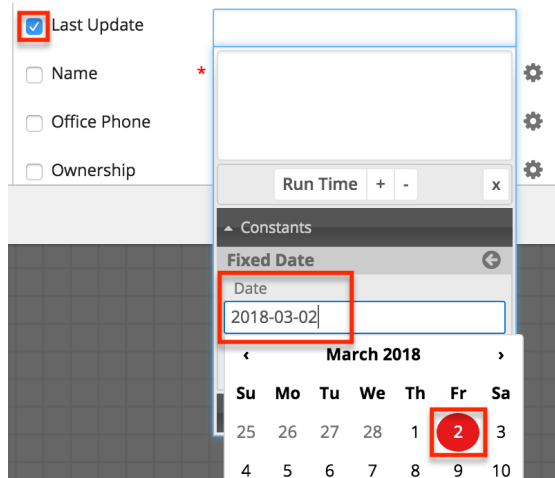 Last Update
Name *
Office Phone
Ownership
Run Time + - x
Constants
Fixed Date
Date
2018-03-02
‹ March 2018 ›
Su Mo Tu We Th Fr Sa
25 26 27 28 1 2 3
4 5 6 7 8 9 10